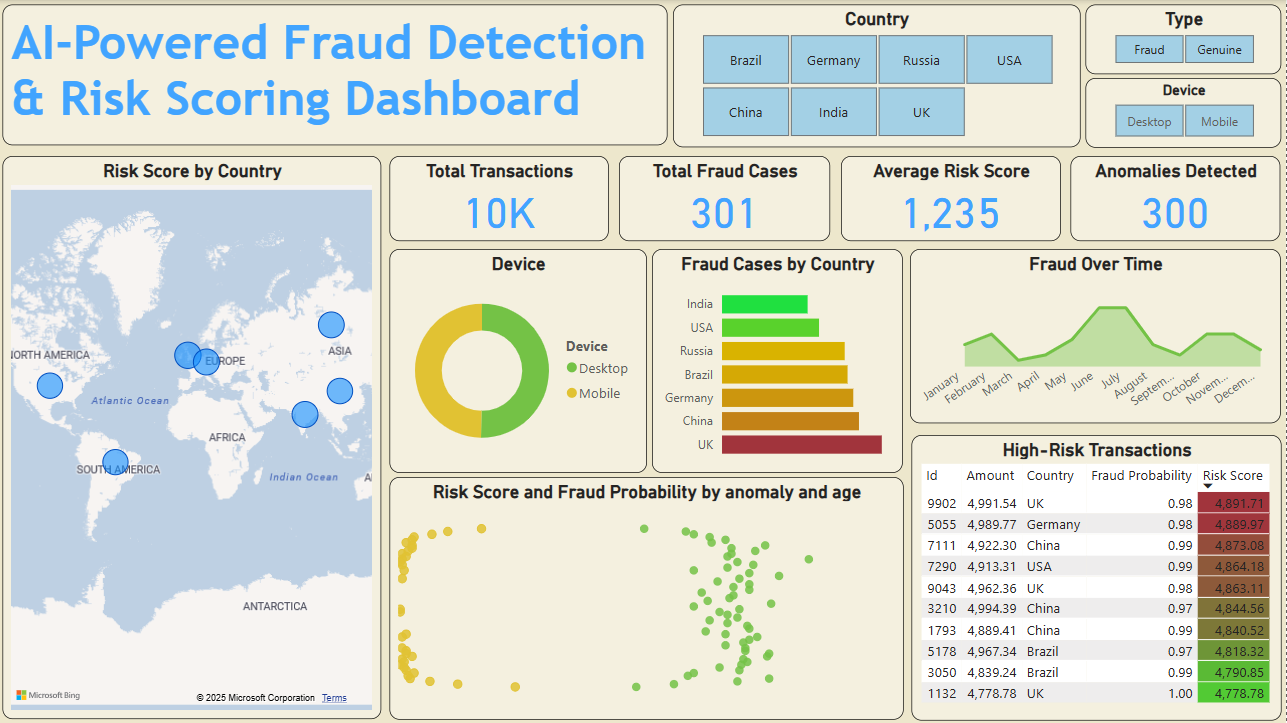 AI-Powered Fraud Detection
& Risk Scoring Dashboard
Country
Brazil
Germany
Russia
USA
China
India
UK
Type
Fraud
Genuine
Device
Desktop
Mobile
Risk Score by Country
NORTH AMERICA
EUROPE
ASIA
Atlantic Ocean
AFRICA
SOUTH AMERICA
Indian Ocean
A
ANTARCTICA
Microsoft Bing
© 2025 Microsoft Corporation Terms
Total Transactions
10K
Total Fraud Cases
301
Average Risk Score
1,235
Anomalies Detected
300
Device
Device
Desktop
Mobile
Fraud Cases by Country
India
USA
Russia
Brazil
Germany
China
UK
Fraud Over Time
January
February
March
April
May
June
July
August
Septem...
October
Novem...
Decem...
Risk Score and Fraud Probability by anomaly and age
High-Risk Transactions
Id Amount Country Fraud Probability Risk Score
9902 4,991.54 UK 0.98 4,891.71
5055 4,989.77 Germany 0.98 4,889.97
7111 4,922.30 China 0.99 4,873.08
7290 4,913.31 USA 0.99 4,864.18
9043 4,962.36 UK 0.98 4,863.11
3210 4,994.39 China 0.97 4,844.56
1793 4,889.41 China 0.99 4,840.52
5178 4,967.34 Brazil 0.97 4,818.32
3050 4,839.24 Brazil 0.99 4,790.85
1132 4,778.78 UK 1.00 4,778.78